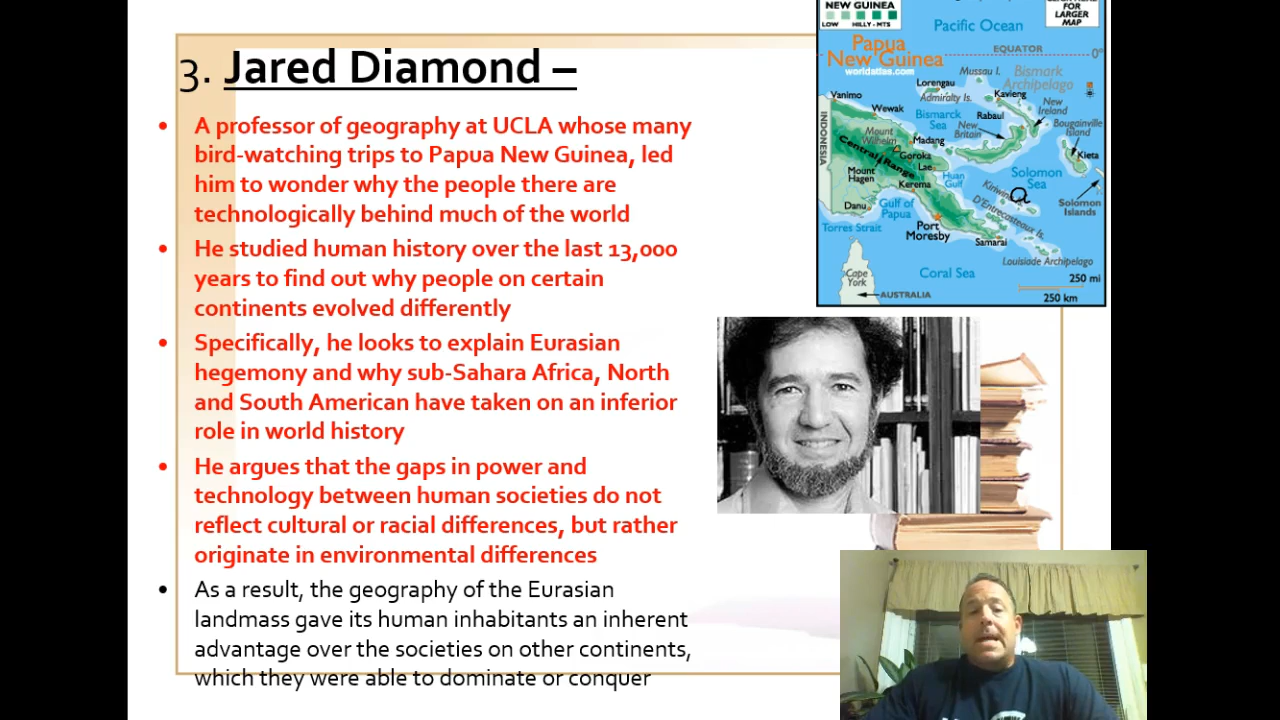 3. Jared Diamond –
• A professor of geography at UCLA whose many
bird-watching trips to Papua New Guinea, led
him to wonder why the people there are
technologically behind much of the world
• He studied human history over the last 13,000
years to find out why people on certain
continents evolved differently
• Specifically, he looks to explain Eurasian
hegemony and why sub-Sahara Africa, North
and South American have taken on an inferior
role in world history
• He argues that the gaps in power and
technology between human societies do not
reflect cultural or racial differences, but rather
originate in environmental differences
• As a result, the geography of the Eurasian
landmass gave its human inhabitants an inherent
advantage over the societies on other continents,
which they were able to dominate or conquer
NEW GUINEA
LOW HILLY - MTS
FOR
LARGER
MAP
Pacific Ocean
EQUATOR
0°
Papua
New Guinea
worldatlas.com
Mussau I.
Bismark
Archipelago
Lorengau
Admiralty Is.
Kavieng
Vanimo
Wewak
Bismarck
Sea
Rabaul
New
Ireland
New
Britain
Bougainville
Island
INDONESIA
Mount
Wilhelm
Madang
Central Range
Goroka
Lae
Kieta
Mount
Hagen
Kerema
Huan
Gulf
Solomon
Sea
Danu
Gulf of
Papua
D'Entrecasteaux Is.
Solomon
Islands
Port
Moresby
Torres Strait
Samarai
Louisiade Archipelago
Cape
York
Coral Sea
250 mi
250 km
AUSTRALIA